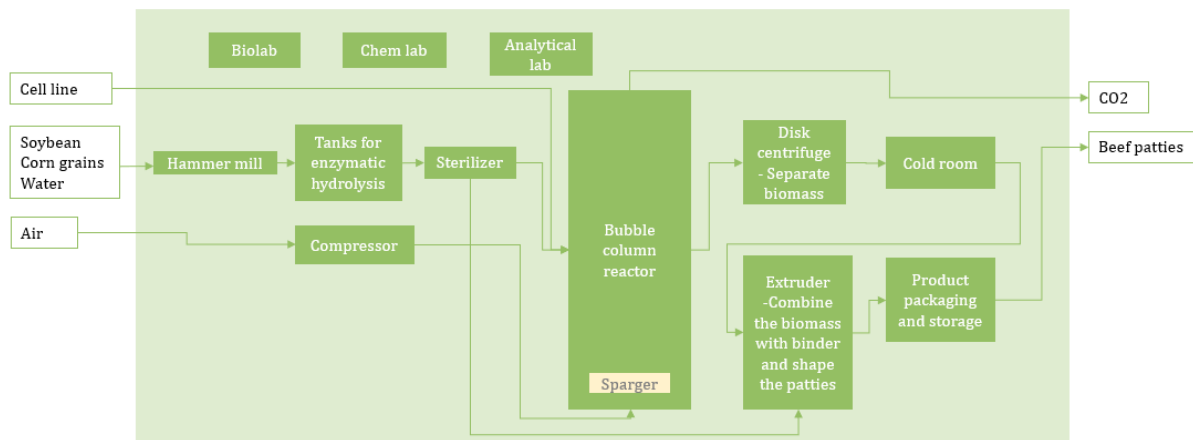 Biolab
Chem lab
Analytical
lab
Cell line
CO2
Soybean
Corn grains
Water
Hammer mill
Tanks for
enzymatic
hydrolysis
Sterilizer
Disk
centrifuge
- Separate
biomass
Cold room
Beef patties
Air
Compressor
Bubble
column
reactor
Sparger
Extruder
-Combine
the biomass
with binder
and shape
the patties
Product
packaging
and storage